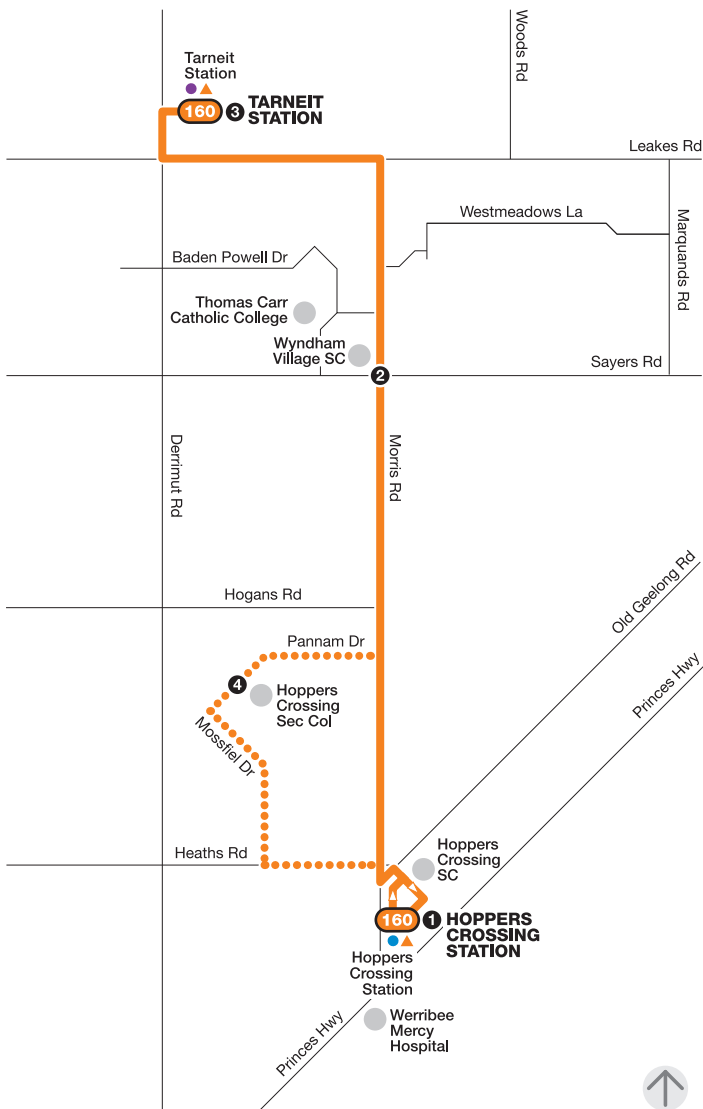 Woods Rd
Tarneit
Station
160
3
TARNEIT
STATION
Leakes Rd
Westmeadows La
Marquands Rd
Baden Powell Dr
Thomas Carr
Catholic College
Wyndham
Village SC
Sayers Rd
2
Derrimut Rd
Morris Rd
Hogans Rd
Old Geelong Rd
Pannam Dr
Princes Hwy
4
Hoppers
Crossing
Sec Col
Mossfiel Dr
Heaths Rd
Hoppers
Crossing
SC
160
1
HOPPERS
CROSSING
STATION
Hoppers
Crossing
Station
Princes Hwy
Werribee
Mercy
Hospital